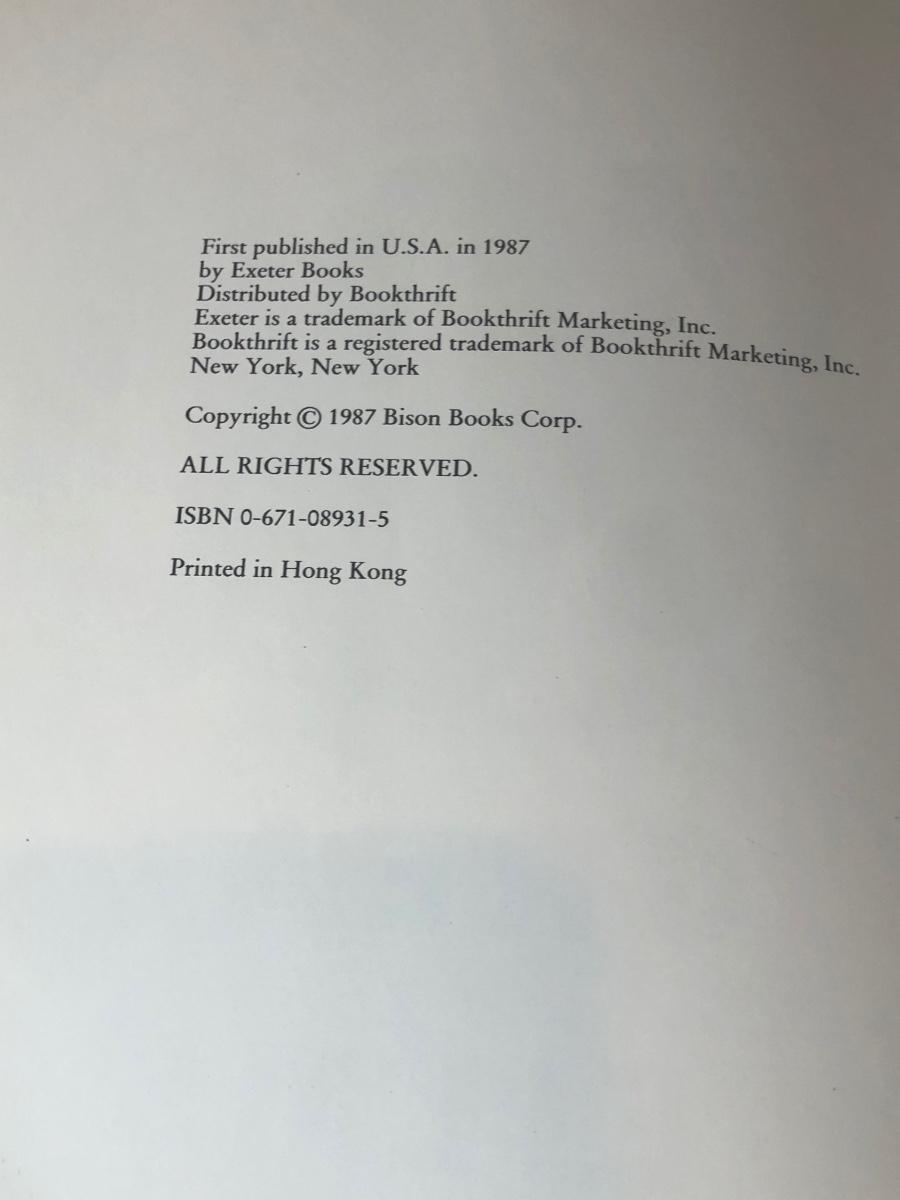 First published in U.S.A. in 1987
by Exeter Books
Distributed by Bookthrift
Exeter is a trademark of Bookthrift Marketing, Inc.
Bookthrift is a registered trademark of Bookthrift Marketing, Inc.
New York, New York
Copyright © 1987 Bison Books Corp.
ALL RIGHTS RESERVED.
ISBN 0-671-08931-5
Printed in Hong Kong